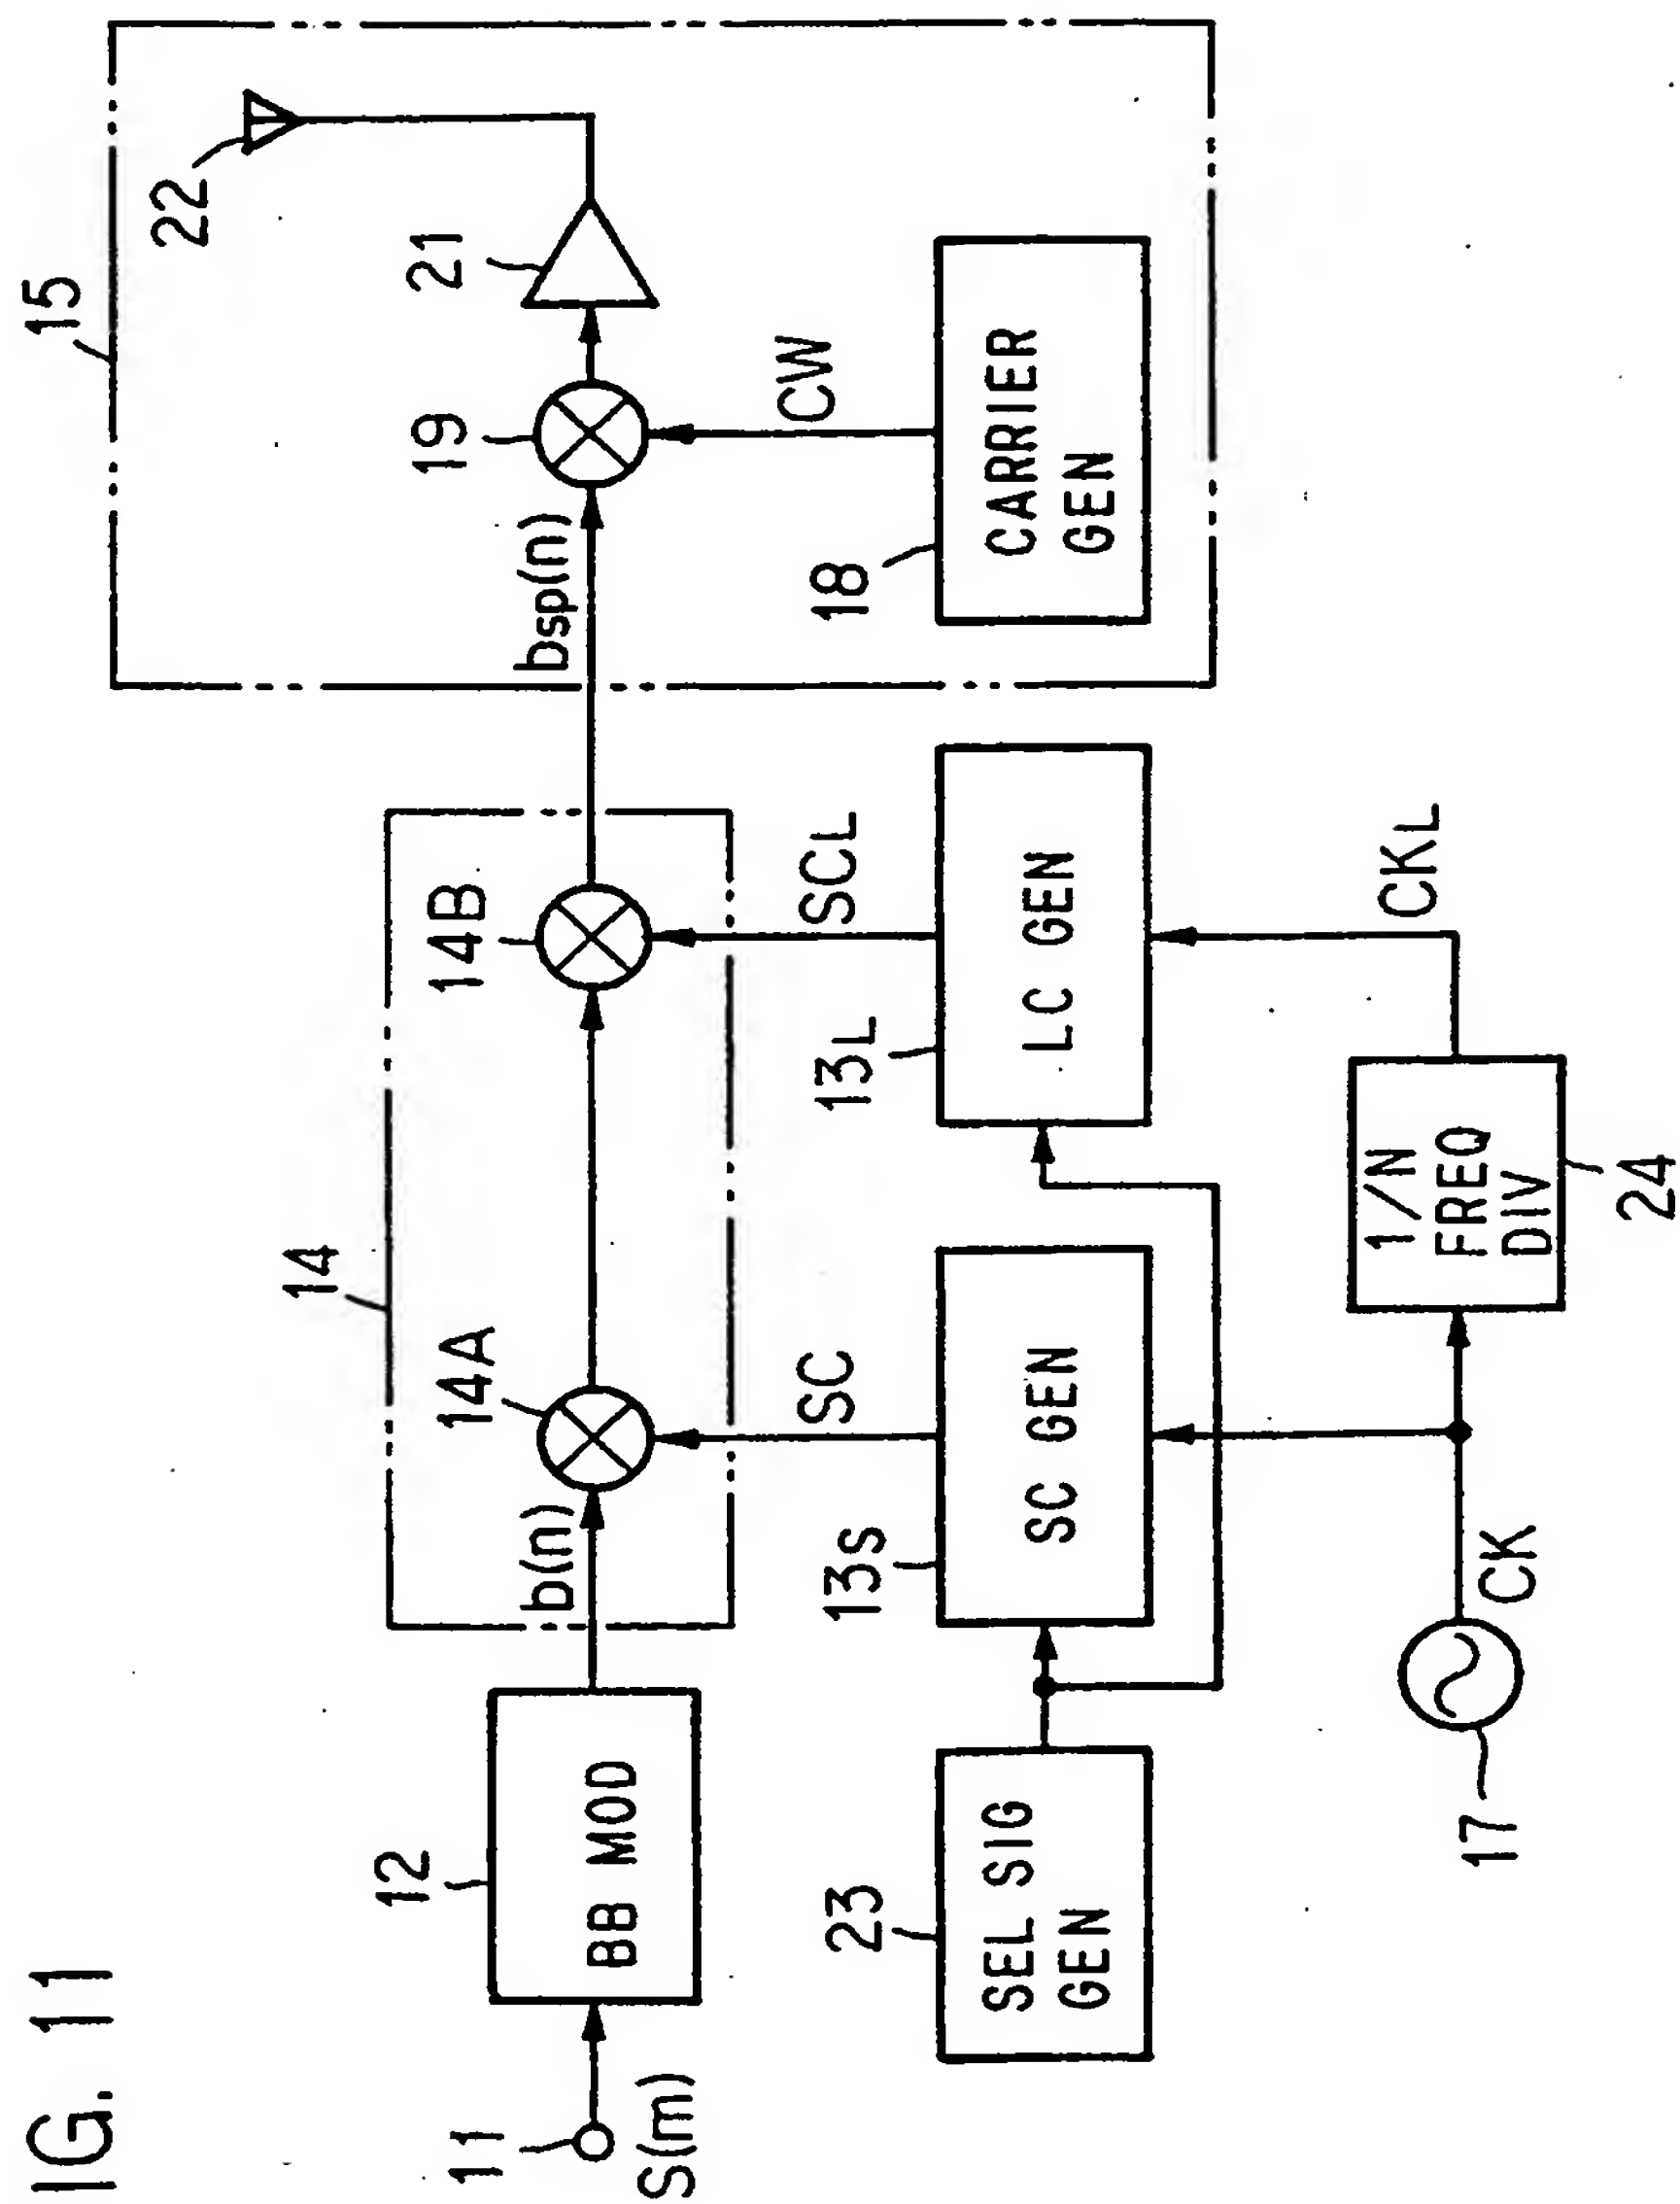 IG. 11
15
22
21
19
CW
bsp(n)
18
CARRIER
GEN
14
14B
14A
SCL
SC
b(n)
13L
LC GEN
CKL
13S
SC GEN
1/N
FREQ
DIV
24
12
BB MOD
23
SEL SIG
GEN
CK
17
11
S(m)